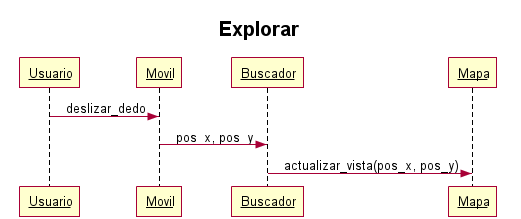 Explorar
Usuario Movil Buscador Mapa
deslizar_dedo
pos_x, pos_y
actualizar_vista(pos_x, pos_y)
Usuario Movil Buscador Mapa